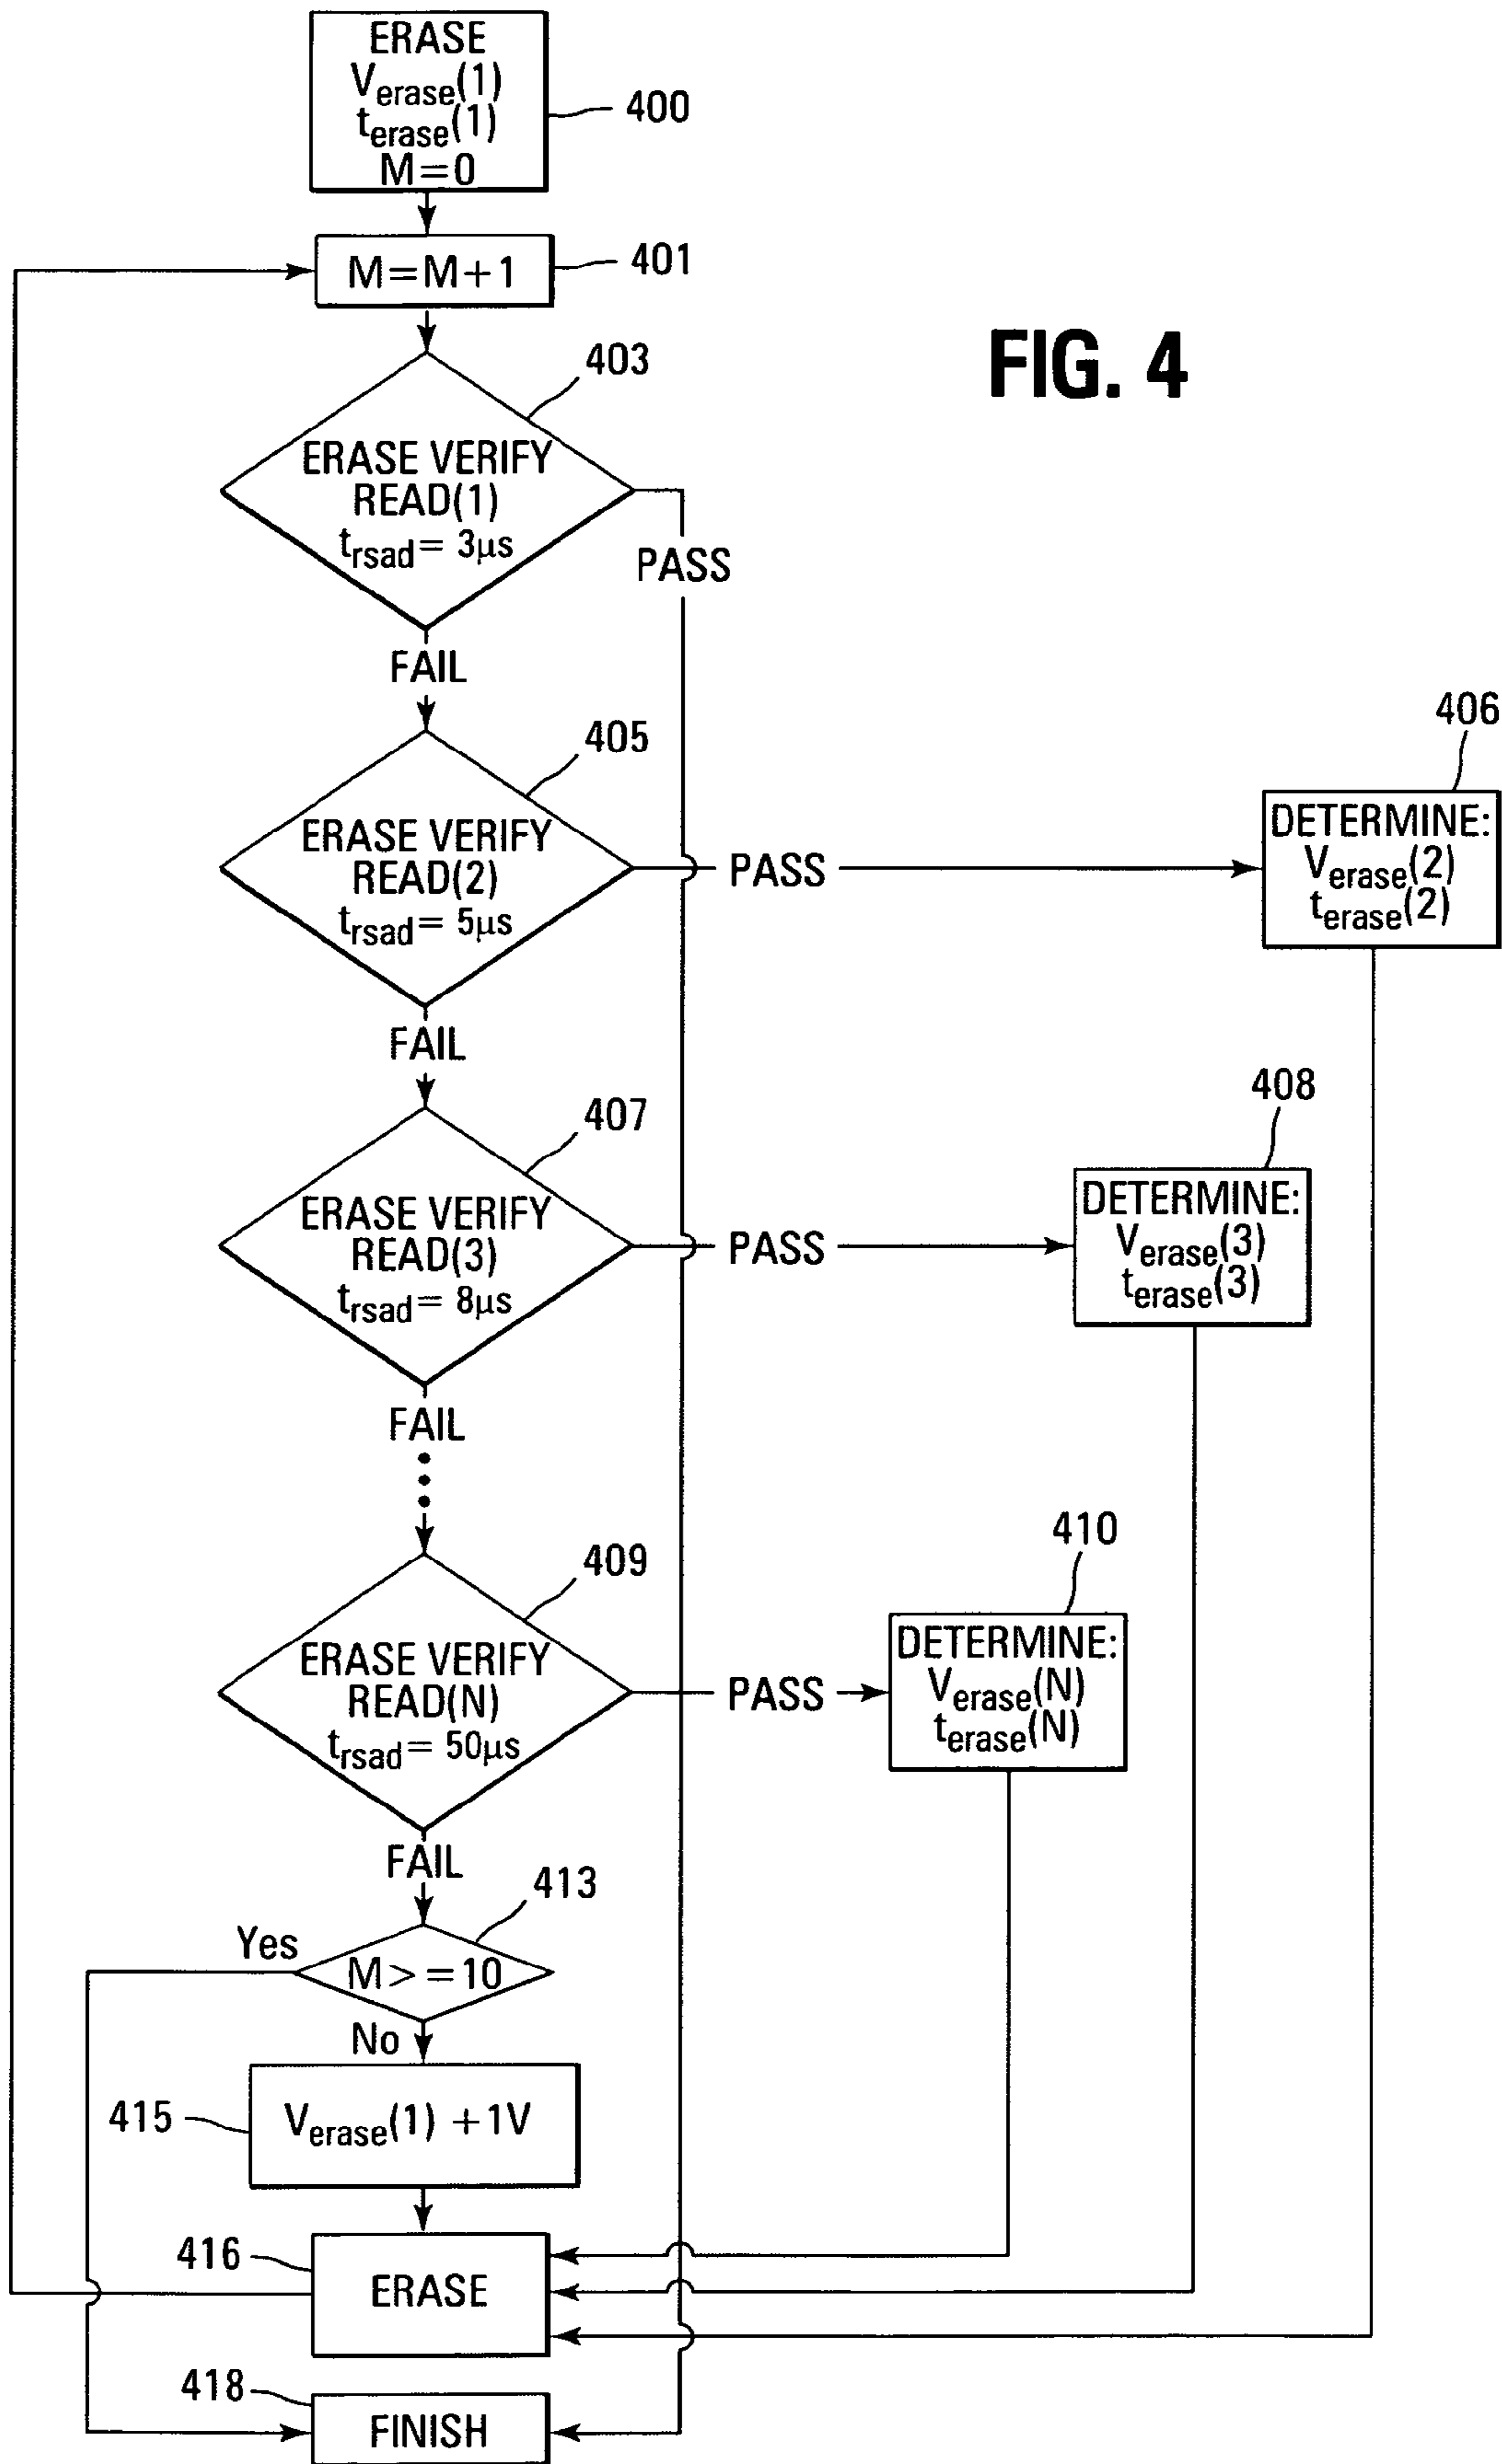 ERASE
Verase(1)
terase(1)
M=0
400
M=M+1
401
FIG. 4
403
ERASE VERIFY
READ(1)
trsad= 3μs
PASS
FAIL
405
406
ERASE VERIFY
READ(2)
trsad= 5μs
PASS
DETERMINE:
Verase(2)
terase(2)
FAIL
407
408
ERASE VERIFY
READ(3)
trsad= 8μs
PASS
DETERMINE:
Verase(3)
terase(3)
FAIL
409
410
ERASE VERIFY
READ(N)
trsad= 50μs
PASS
DETERMINE:
Verase(N)
terase(N)
FAIL
413
Yes
M>=10
No
415
Verase(1) +1V
416
ERASE
418
FINISH